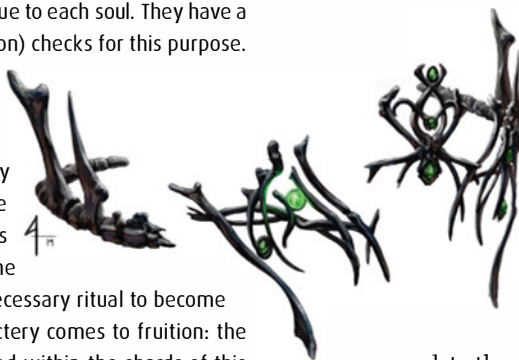 ue to each soul. They have a
on) checks for this purpose.
y
e
s
ne
ecessary ritual to become
ctery comes to fruition: the